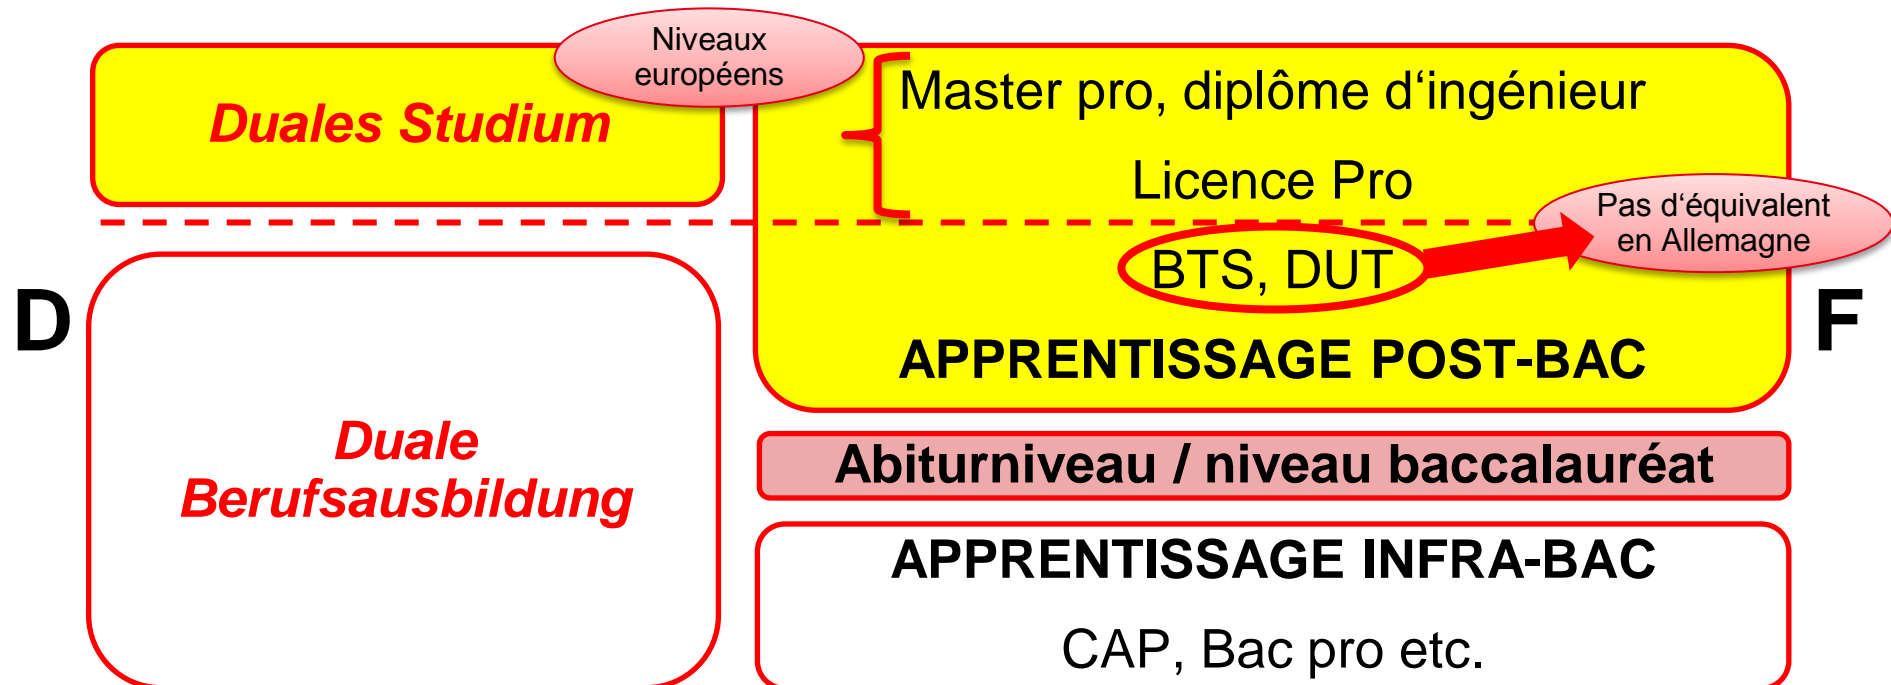 Niveaux
européens
Duales Studium
Master pro, diplôme d‘ingénieur
Licence Pro
Pas d‘équivalent
en Allemagne
BTS, DUT
D
F
APPRENTISSAGE POST-BAC
Duale
Berufsausbildung
Abiturniveau / niveau baccalauréat
APPRENTISSAGE INFRA-BAC
CAP, Bac pro etc.